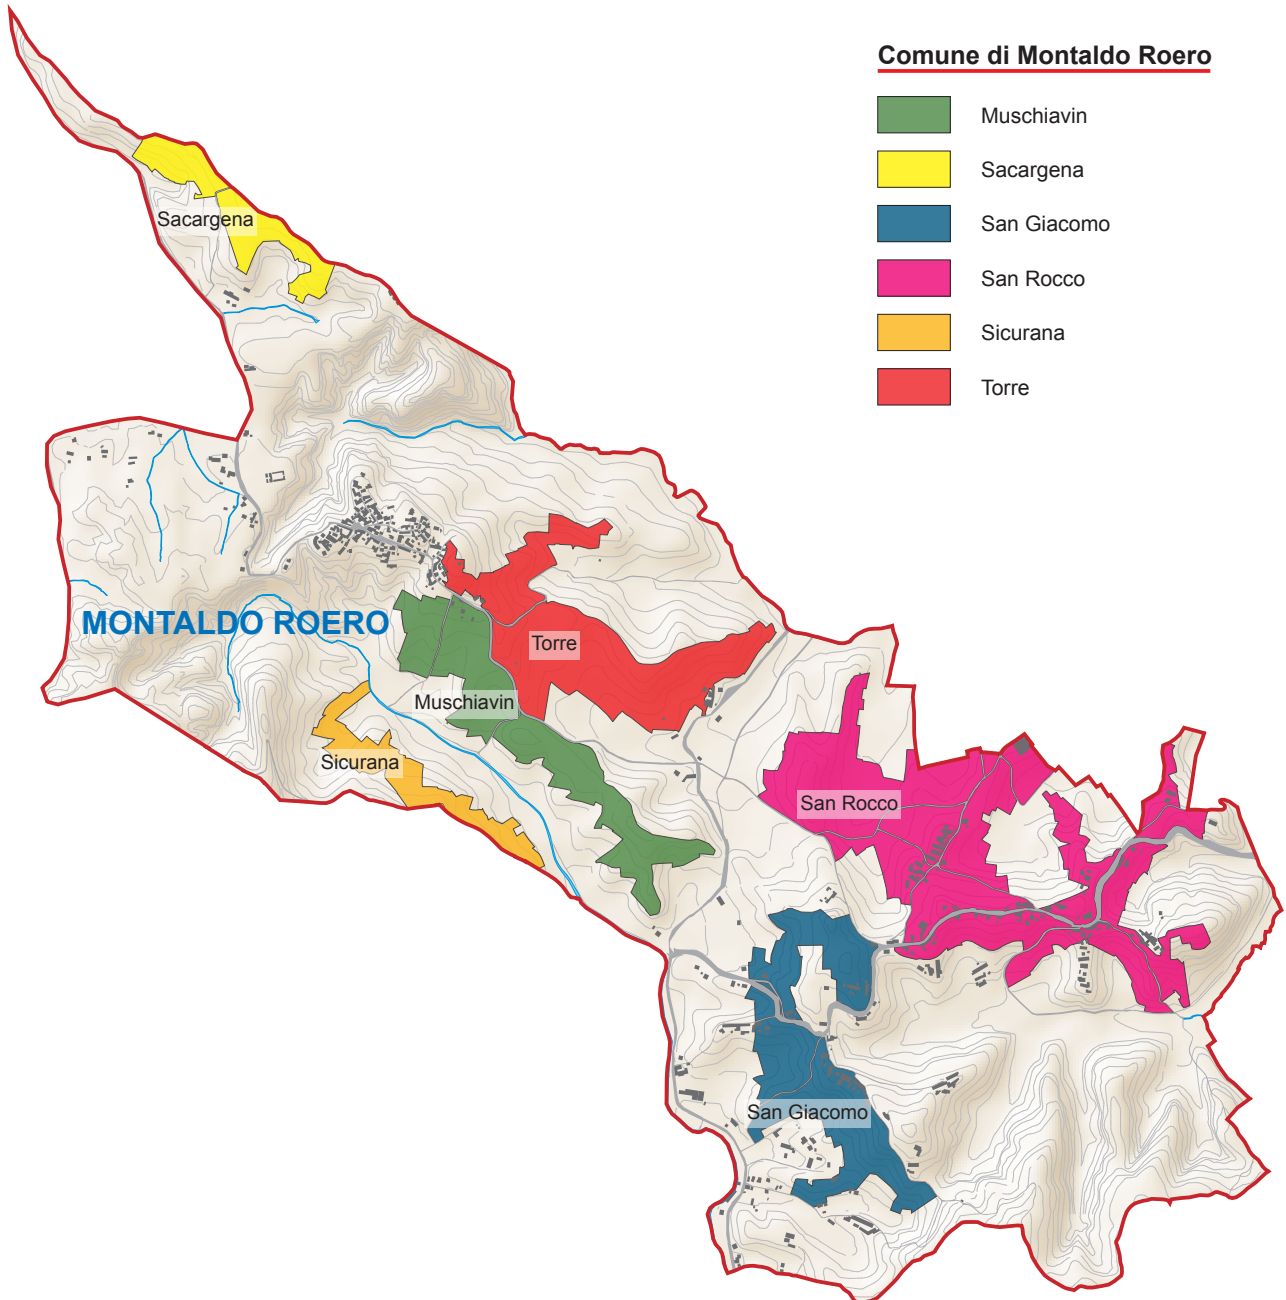 Comune di Montaldo Roero
Muschiavin
Sacargena
San Giacomo
San Rocco
Sicurana
Torre
Sacargena
MONTALDO ROERO
Torre
Muschiavin
Sicurana
San Rocco
San Giacomo